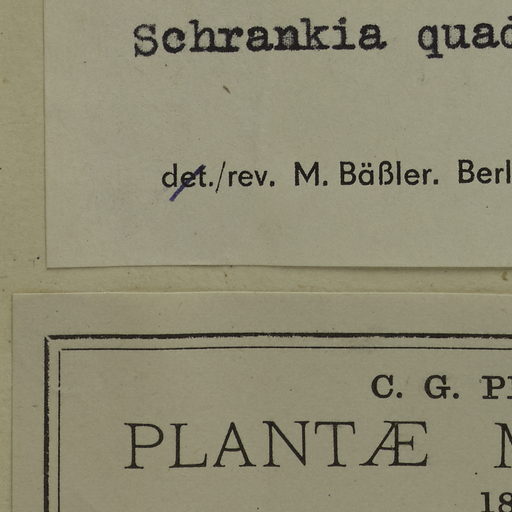 Schrankia quad
det./rev. M. Bäßler. Berl
C. G. P
PLANTÆ
18